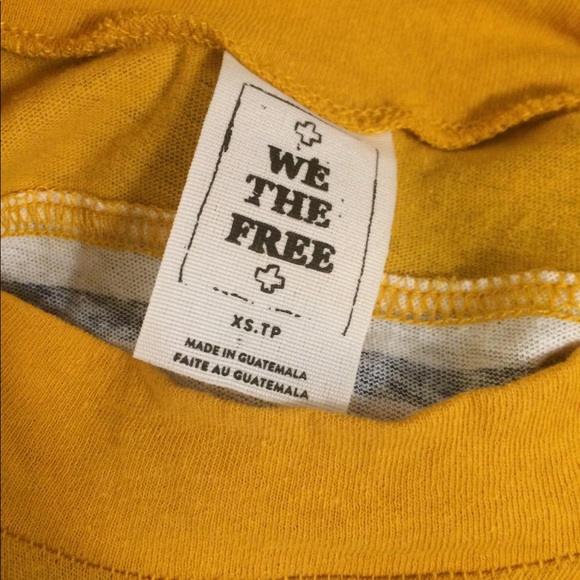 WE
THE
FREE
XS.TP
MADE IN GUATEMALA
FAITE AU GUATEMALA